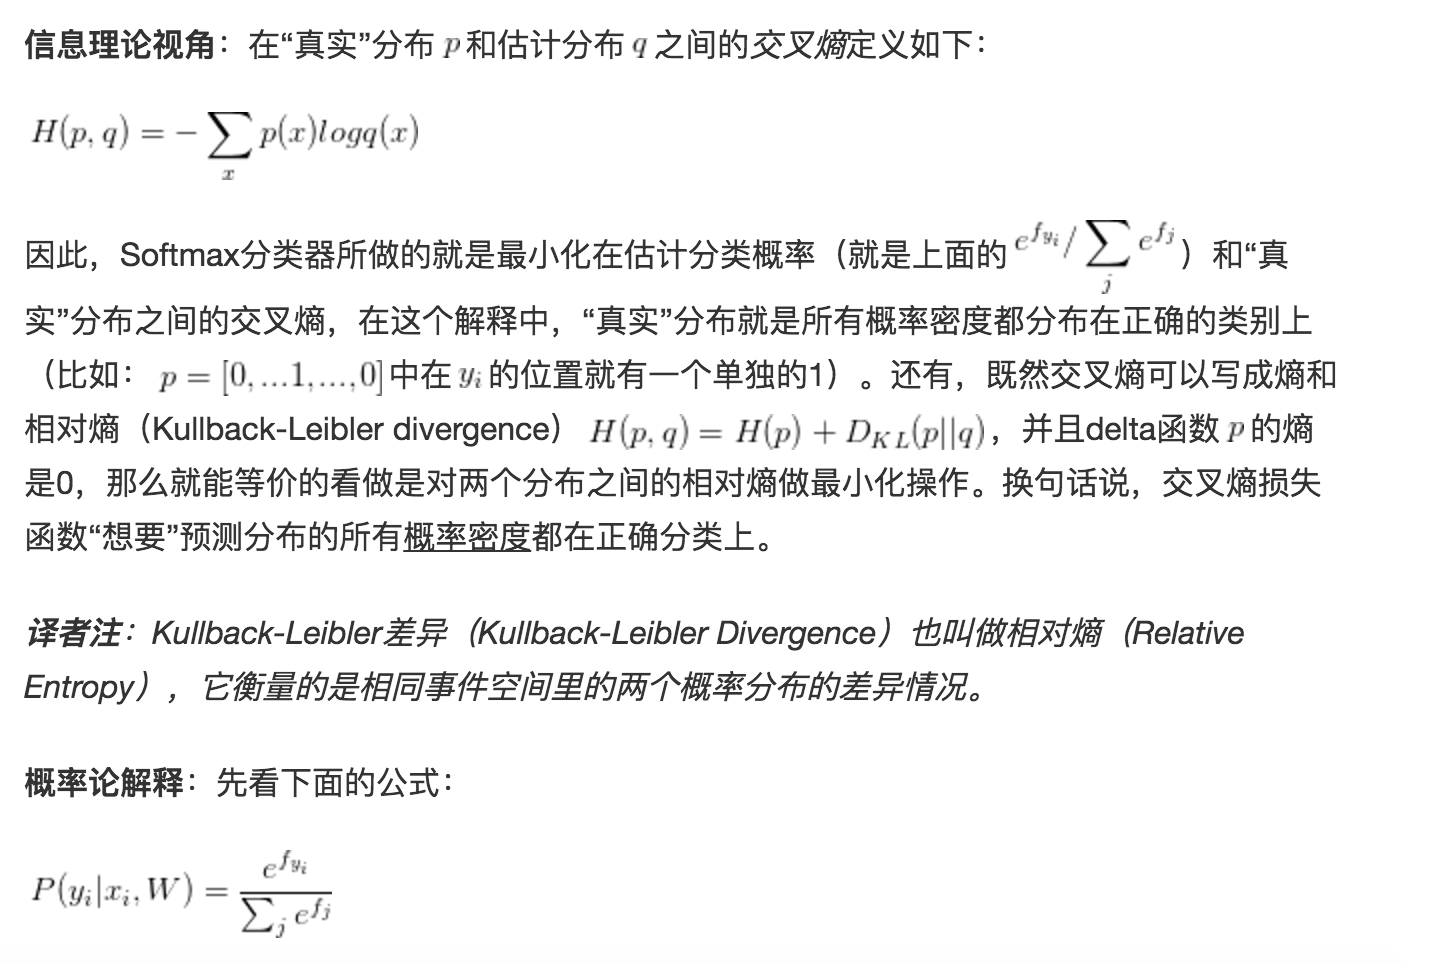 信息理论视角：在“真实”分布 p 和估计分布 q 之间的交叉熵定义如下：
H(p, q) = − ∑_x p(x)logq(x)
因此，Softmax分类器所做的就是最小化在估计分类概率（就是上面的 e^{f_{y_i}} / ∑_j e^{f_j} ）和“真
实”分布之间的交叉熵，在这个解释中，“真实”分布就是所有概率密度都分布在正确的类别上
（比如： p = [0, ...1, ..., 0] 中在 y_i 的位置就有一个单独的1）。还有，既然交叉熵可以写成熵和
相对熵（Kullback-Leibler divergence） H(p, q) = H(p) + D_{KL}(p||q)，并且delta函数 p 的熵
是0，那么就能等价的看做是对两个分布之间的相对熵做最小化操作。换句话说，交叉熵损失
函数“想要”预测分布的所有概率密度都在正确分类上。
译者注：Kullback-Leibler差异（Kullback-Leibler Divergence）也叫做相对熵（Relative
Entropy），它衡量的是相同事件空间里的两个概率分布的差异情况。
概率论解释：先看下面的公式：
P(y_i|x_i, W) = \frac{e^{f_{y_i}}}{∑_j e^{f_j}}